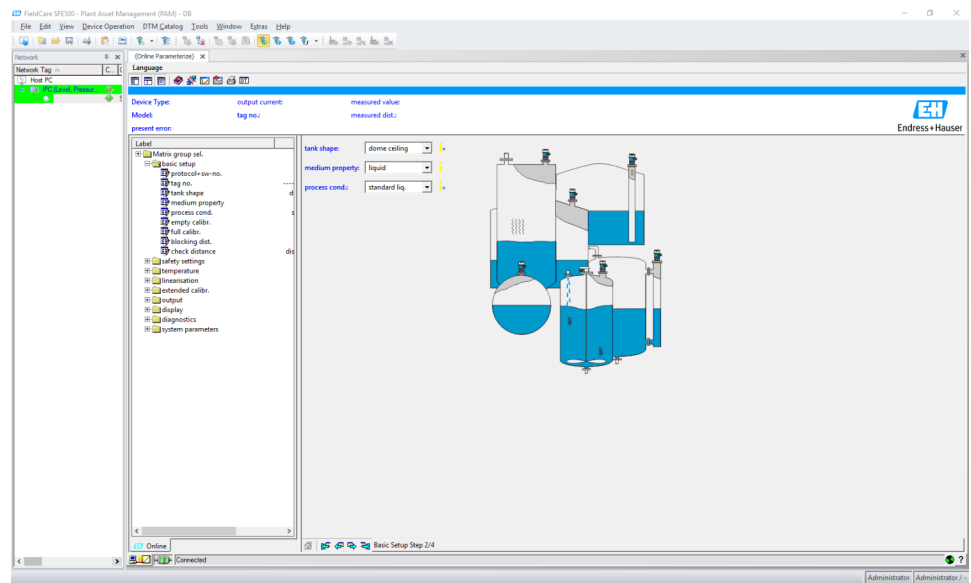 FieldCare SFE500 - Plant Asset Management (PAM) - DB
File Edit View Device Operation DTM Catalog Tools Window Extras Help
Network
(Online Parameterize)
Network Tag C...
Language
Host PC
IPC (Level, Pressur...
Device Type: output current: measured value:
Model: tag no.: measured dist.:
present error:
Endress+Hauser
Label
Matrix group sel.
basic setup
protocol+sw-no.
tag no. ----
tank shape d
medium property
process cond. s
empty calibr.
full calibr.
blocking dist.
check distance dis
safety settings
temperature
linearisation
extended calibr.
output
display
diagnostics
system parameters
tank shape: dome ceiling
medium property: liquid
process cond.: standard liq.
Online
Basic Setup Step 2/4
Connected
Administrator Administrator / -